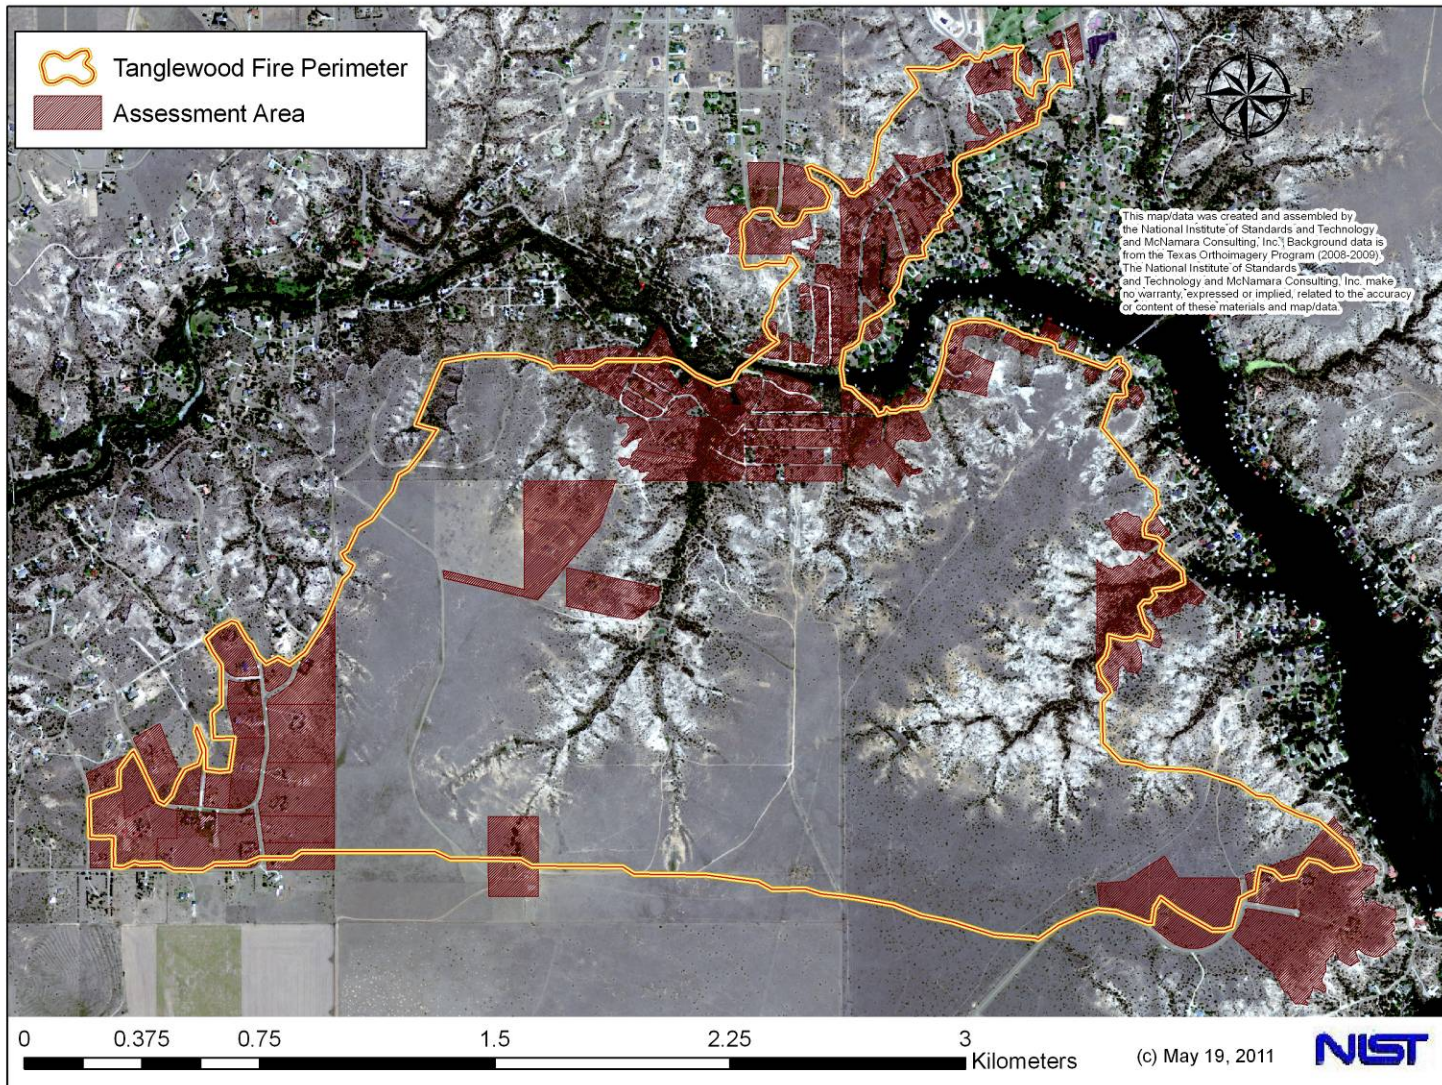 Tanglewood Fire Perimeter
Assessment Area
N
W E
S
This map/data was created and assembled by
the National Institute of Standards and Technology
and McNamara Consulting, Inc. Background data is
from the Texas Orthoimagery Program (2008-2009).
The National Institute of Standards
and Technology and McNamara Consulting, Inc. make
no warranty, expressed or implied, related to the accuracy
or content of these materials and map/data.
0 0.375 0.75 1.5 2.25 3
Kilometers
(c) May 19, 2011
NIST